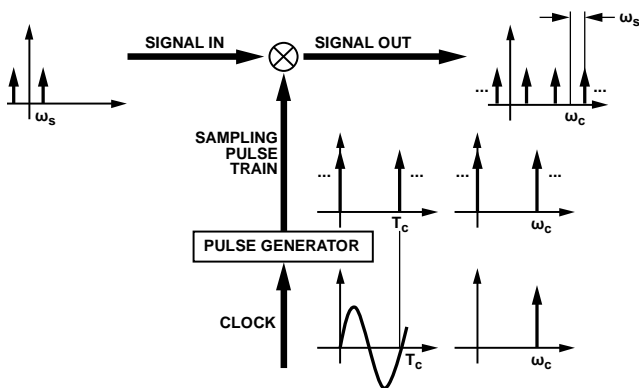 SIGNAL IN
SIGNAL OUT
ωs
ωs
... ...
ωc
SAMPLING
PULSE
TRAIN
... ...
... ...
Tc
ωc
PULSE GENERATOR
CLOCK
Tc
ωc